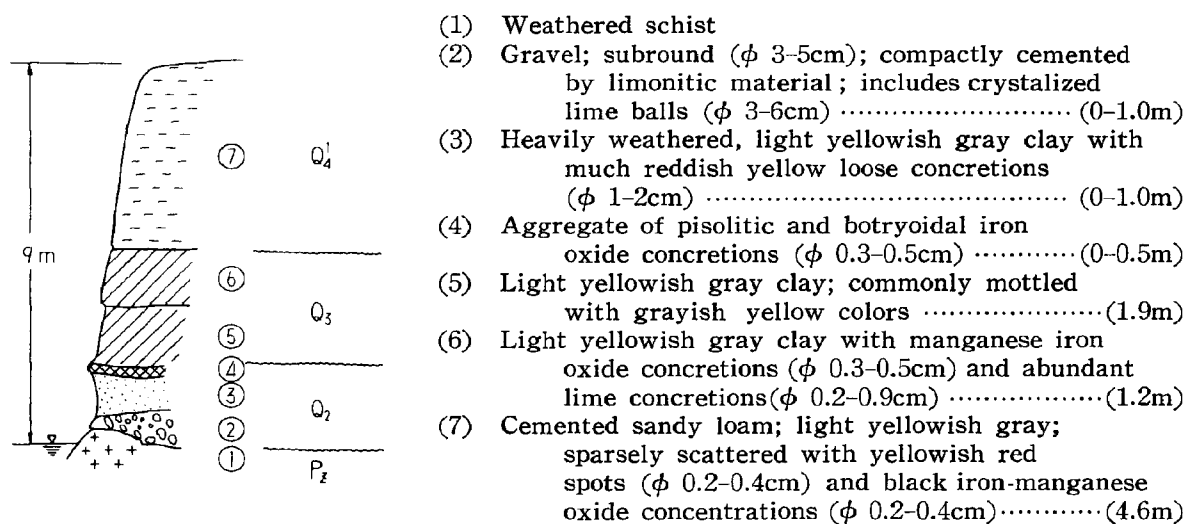 9 m
⑦ Q₄¹
⑥
Q₃
⑤
④
③
Q₂
②
①
P₂
(1) Weathered schist
(2) Gravel; subround (ϕ 3–5cm); compactly cemented
by limonitic material; includes crystalized
lime balls (ϕ 3–6cm) ··························· (0–1.0m)
(3) Heavily weathered, light yellowish gray clay with
much reddish yellow loose concretions
(ϕ 1–2cm) ········································· (0–1.0m)
(4) Aggregate of pisolitic and botryoidal iron
oxide concretions (ϕ 0.3–0.5cm) ············(0–0.5m)
(5) Light yellowish gray clay; commonly mottled
with grayish yellow colors ·····················(1.9m)
(6) Light yellowish gray clay with manganese iron
oxide concretions (ϕ 0.3–0.5cm) and abundant
lime concretions(ϕ 0.2–0.9cm) ················(1.2m)
(7) Cemented sandy loam; light yellowish gray;
sparsely scattered with yellowish red
spots (ϕ 0.2–0.4cm) and black iron-manganese
oxide concentrations (ϕ 0.2–0.4cm)············(4.6m)